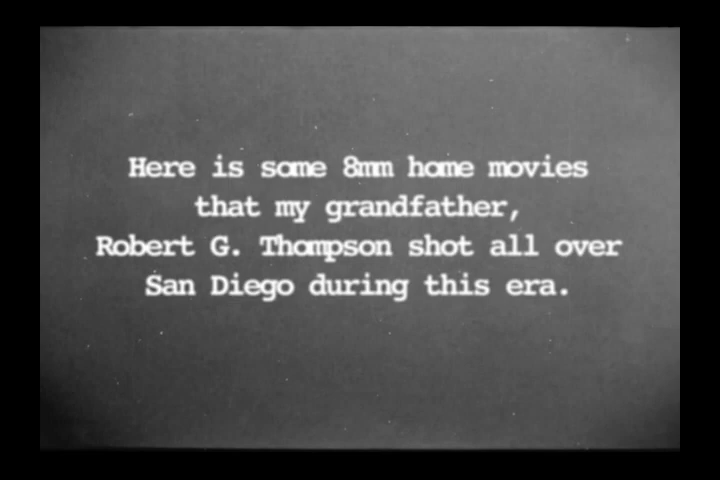 Here is some 8mm home movies
that my grandfather,
Robert G. Thompson shot all over
San Diego during this era.